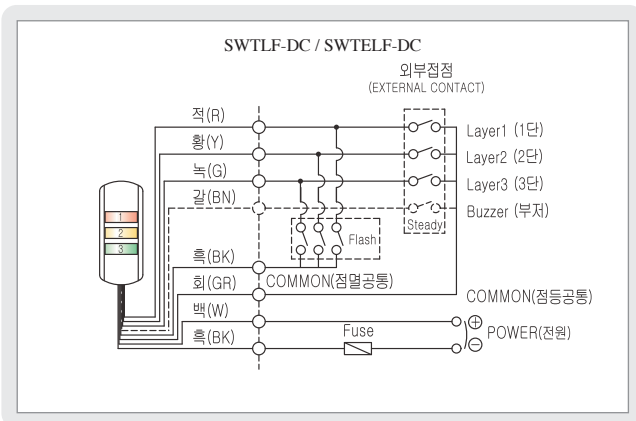 SWTLF-DC / SWTELF-DC
외부접점
(EXTERNAL CONTACT)
적(R)
황(Y)
녹(G)
갈(BN)
흑(BK)
회(GR)
백(W)
흑(BK)
1
2
3
Layer1 (1단)
Layer2 (2단)
Layer3 (3단)
Buzzer (부저)
Steady
Flash
COMMON(점멸공통)
COMMON(점등공통)
Fuse
POWER(전원)